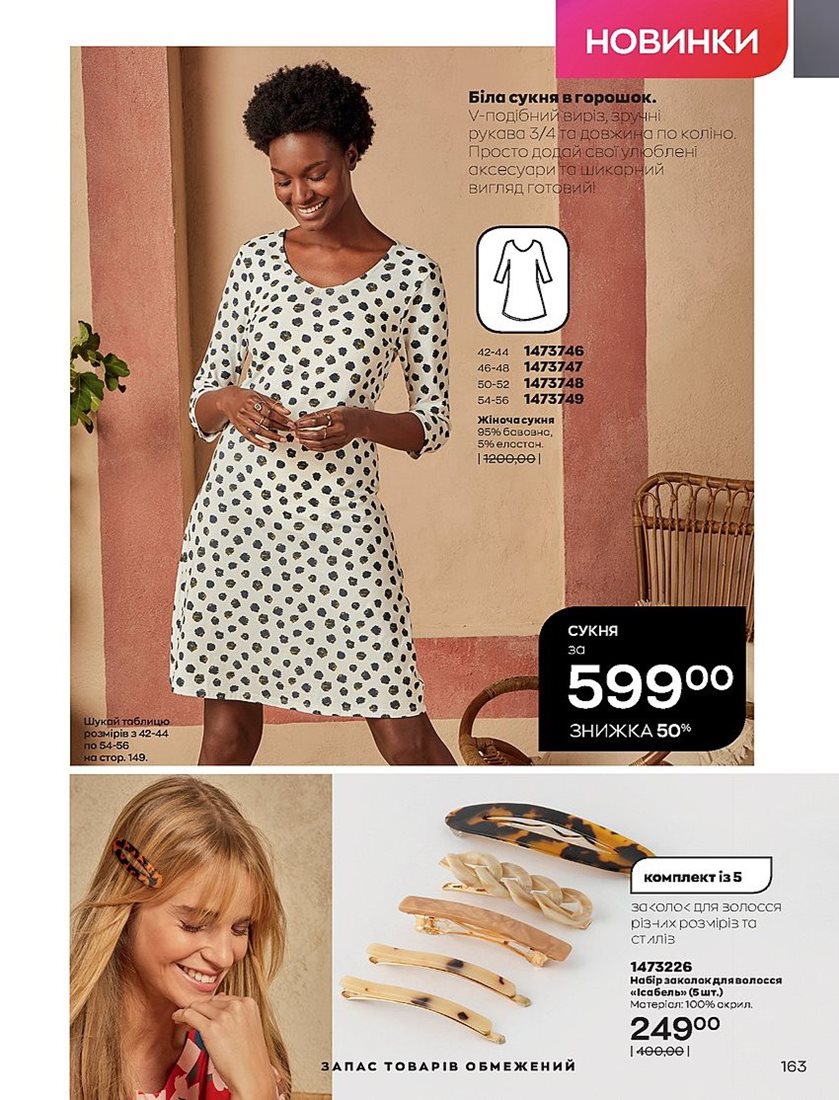 НОВИНКИ
Біла сукня в горошок.
V-подібний виріз, зручні
рукава 3/4 та довжина по коліно.
Просто додай свої улюблені
аксесуари та шикарний
вигляд готовий!
42-44 1473746
46-48 1473747
50-52 1473748
54-56 1473749
Жіноча сукня
95% бавовна,
5% еластан.
| 1200,00 |
СУКНЯ
за
599⁰⁰
ЗНИЖКА 50%
Шукай таблицю
розмірів з 42-44
по 54-56
на стор. 149.
комплект із 5
заколок для волосся
різних розмірів та
стилів
1473226
Набір заколок для волосся
«Ісабель» (5 шт.)
Матеріал: 100% акрил.
249⁰⁰
| 400,00 |
ЗАПАС ТОВАРІВ ОБМЕЖЕНИЙ
163